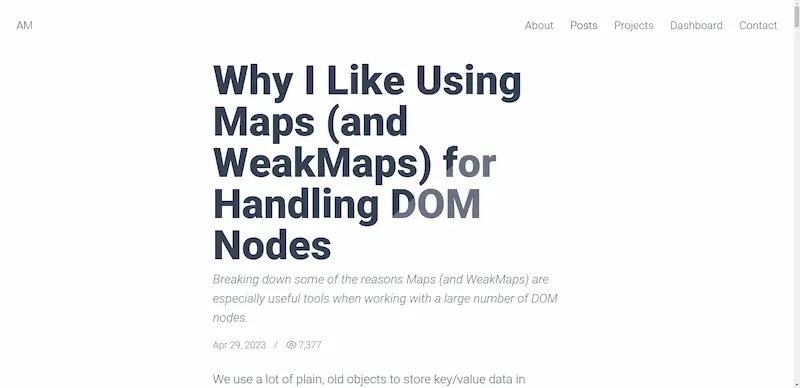 AM
About Posts Projects Dashboard Contact
Why I Like Using
Maps (and
WeakMaps) for
Handling DOM
Nodes
Breaking down some of the reasons Maps (and WeakMaps) are
especially useful tools when working with a large number of DOM
nodes.
Apr 29, 2023 / 7,377
We use a lot of plain, old objects to store key/value data in